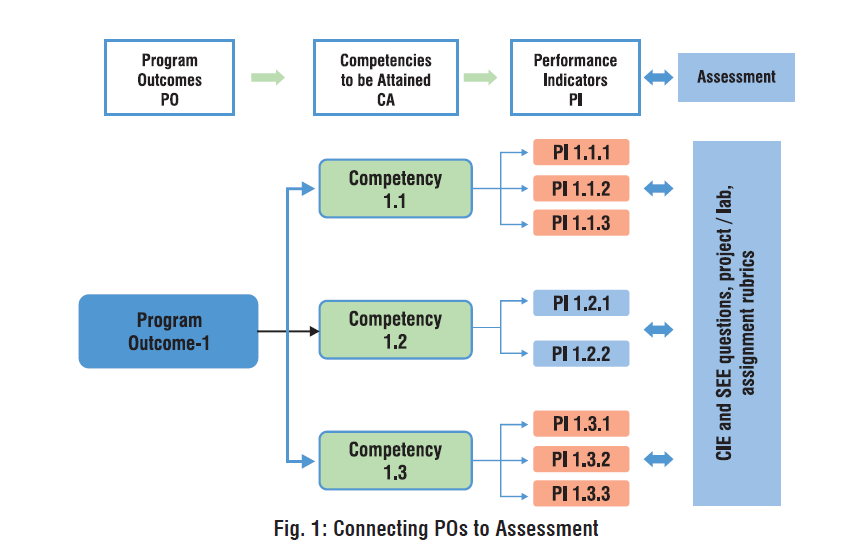 Program
Outcomes
PO
Competencies
to be Attained
CA
Performance
Indicators
PI
Assessment
Program
Outcome-1
Competency
1.1
PI 1.1.1
PI 1.1.2
PI 1.1.3
Competency
1.2
PI 1.2.1
PI 1.2.2
Competency
1.3
PI 1.3.1
PI 1.3.2
PI 1.3.3
CIE and SEE questions, project / lab,
assignment rubrics
Fig. 1: Connecting POs to Assessment